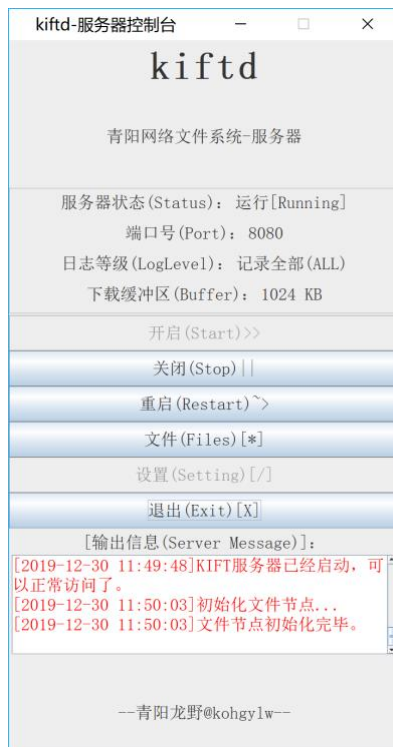 kiftd-服务器控制台
kiftd
青阳网络文件系统-服务器
服务器状态(Status): 运行[Running]
端口号(Port): 8080
日志等级(LogLevel): 记录全部(ALL)
下载缓冲区(Buffer): 1024 KB
开启(Start)>>
关闭(Stop)||
重启(Restart)~>
文件(Files)[*]
设置(Setting)[/]
退出(Exit)[X]
[输出信息(Server Message)]:
[2019-12-30 11:49:48]KIFT服务器已经启动，可
以正常访问了。
[2019-12-30 11:50:03]初始化文件节点...
[2019-12-30 11:50:03]文件节点初始化完毕。
--青阳龙野@kohgylw--